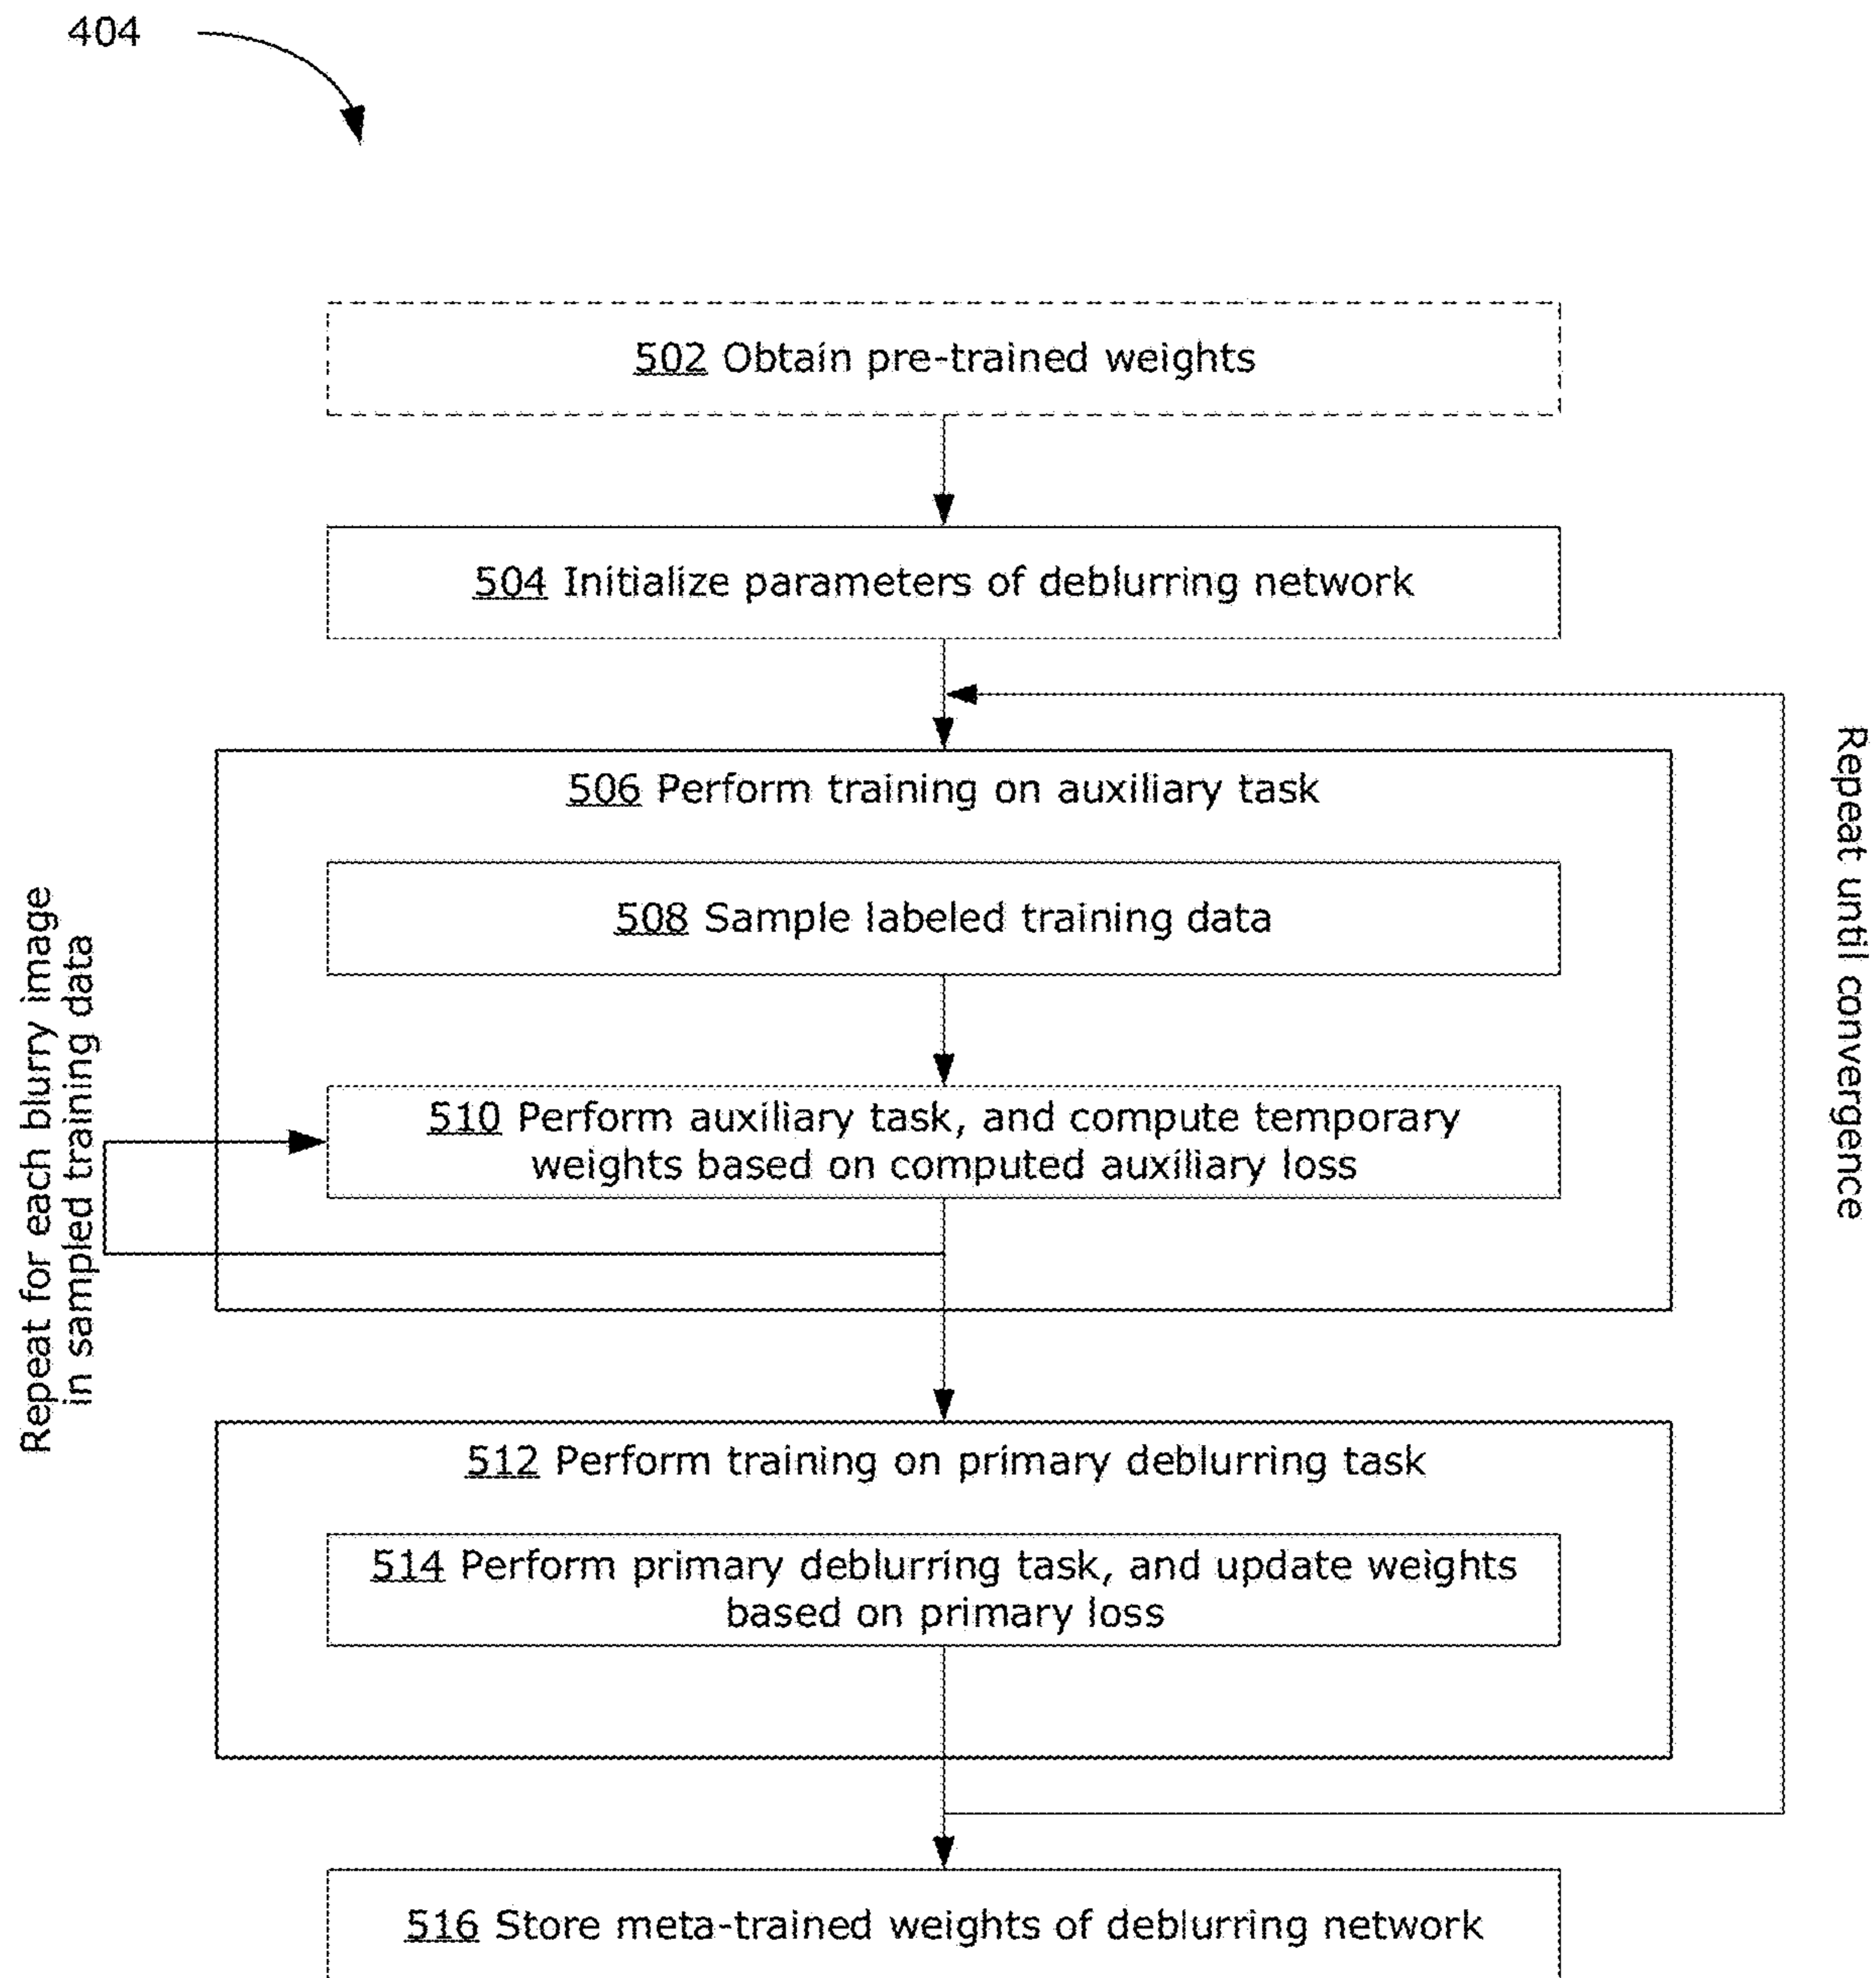 404
502 Obtain pre-trained weights
504 Initialize parameters of deblurring network
506 Perform training on auxiliary task
508 Sample labeled training data
510 Perform auxiliary task, and compute temporary
weights based on computed auxiliary loss
Repeat for each blurry image
in sampled training data
Repeat until convergence
512 Perform training on primary deblurring task
514 Perform primary deblurring task, and update weights
based on primary loss
516 Store meta-trained weights of deblurring network